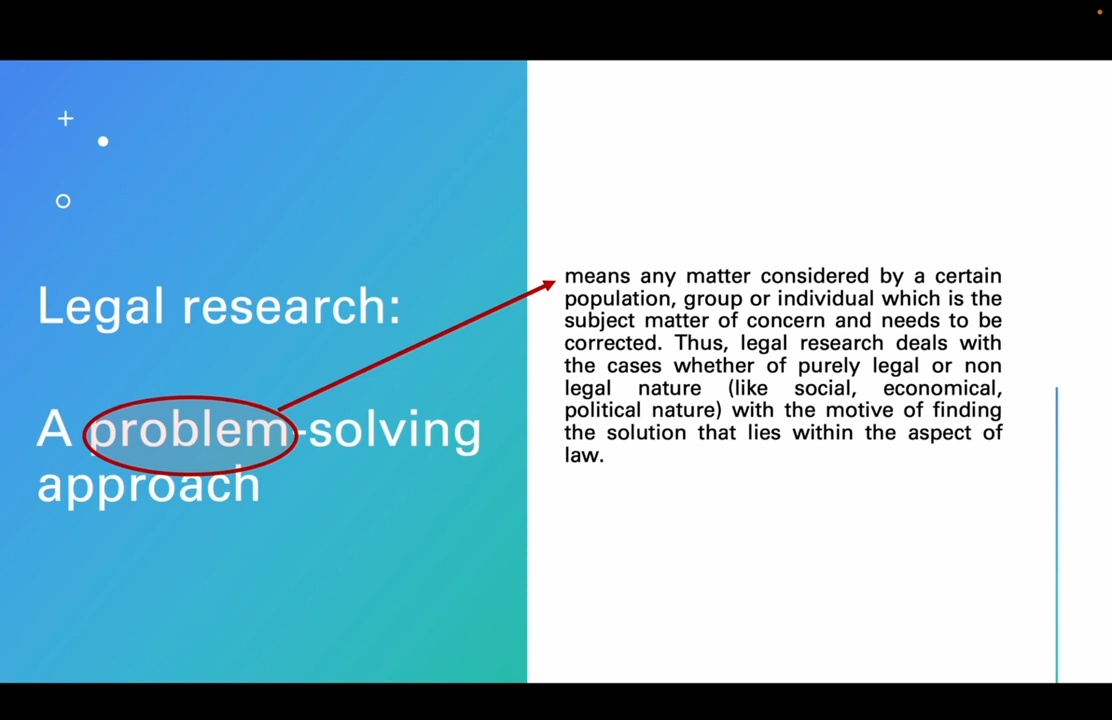 Legal research:
A problem-solving
approach
means any matter considered by a certain
population, group or individual which is the
subject matter of concern and needs to be
corrected. Thus, legal research deals with
the cases whether of purely legal or non
legal nature (like social, economical,
political nature) with the motive of finding
the solution that lies within the aspect of
law.